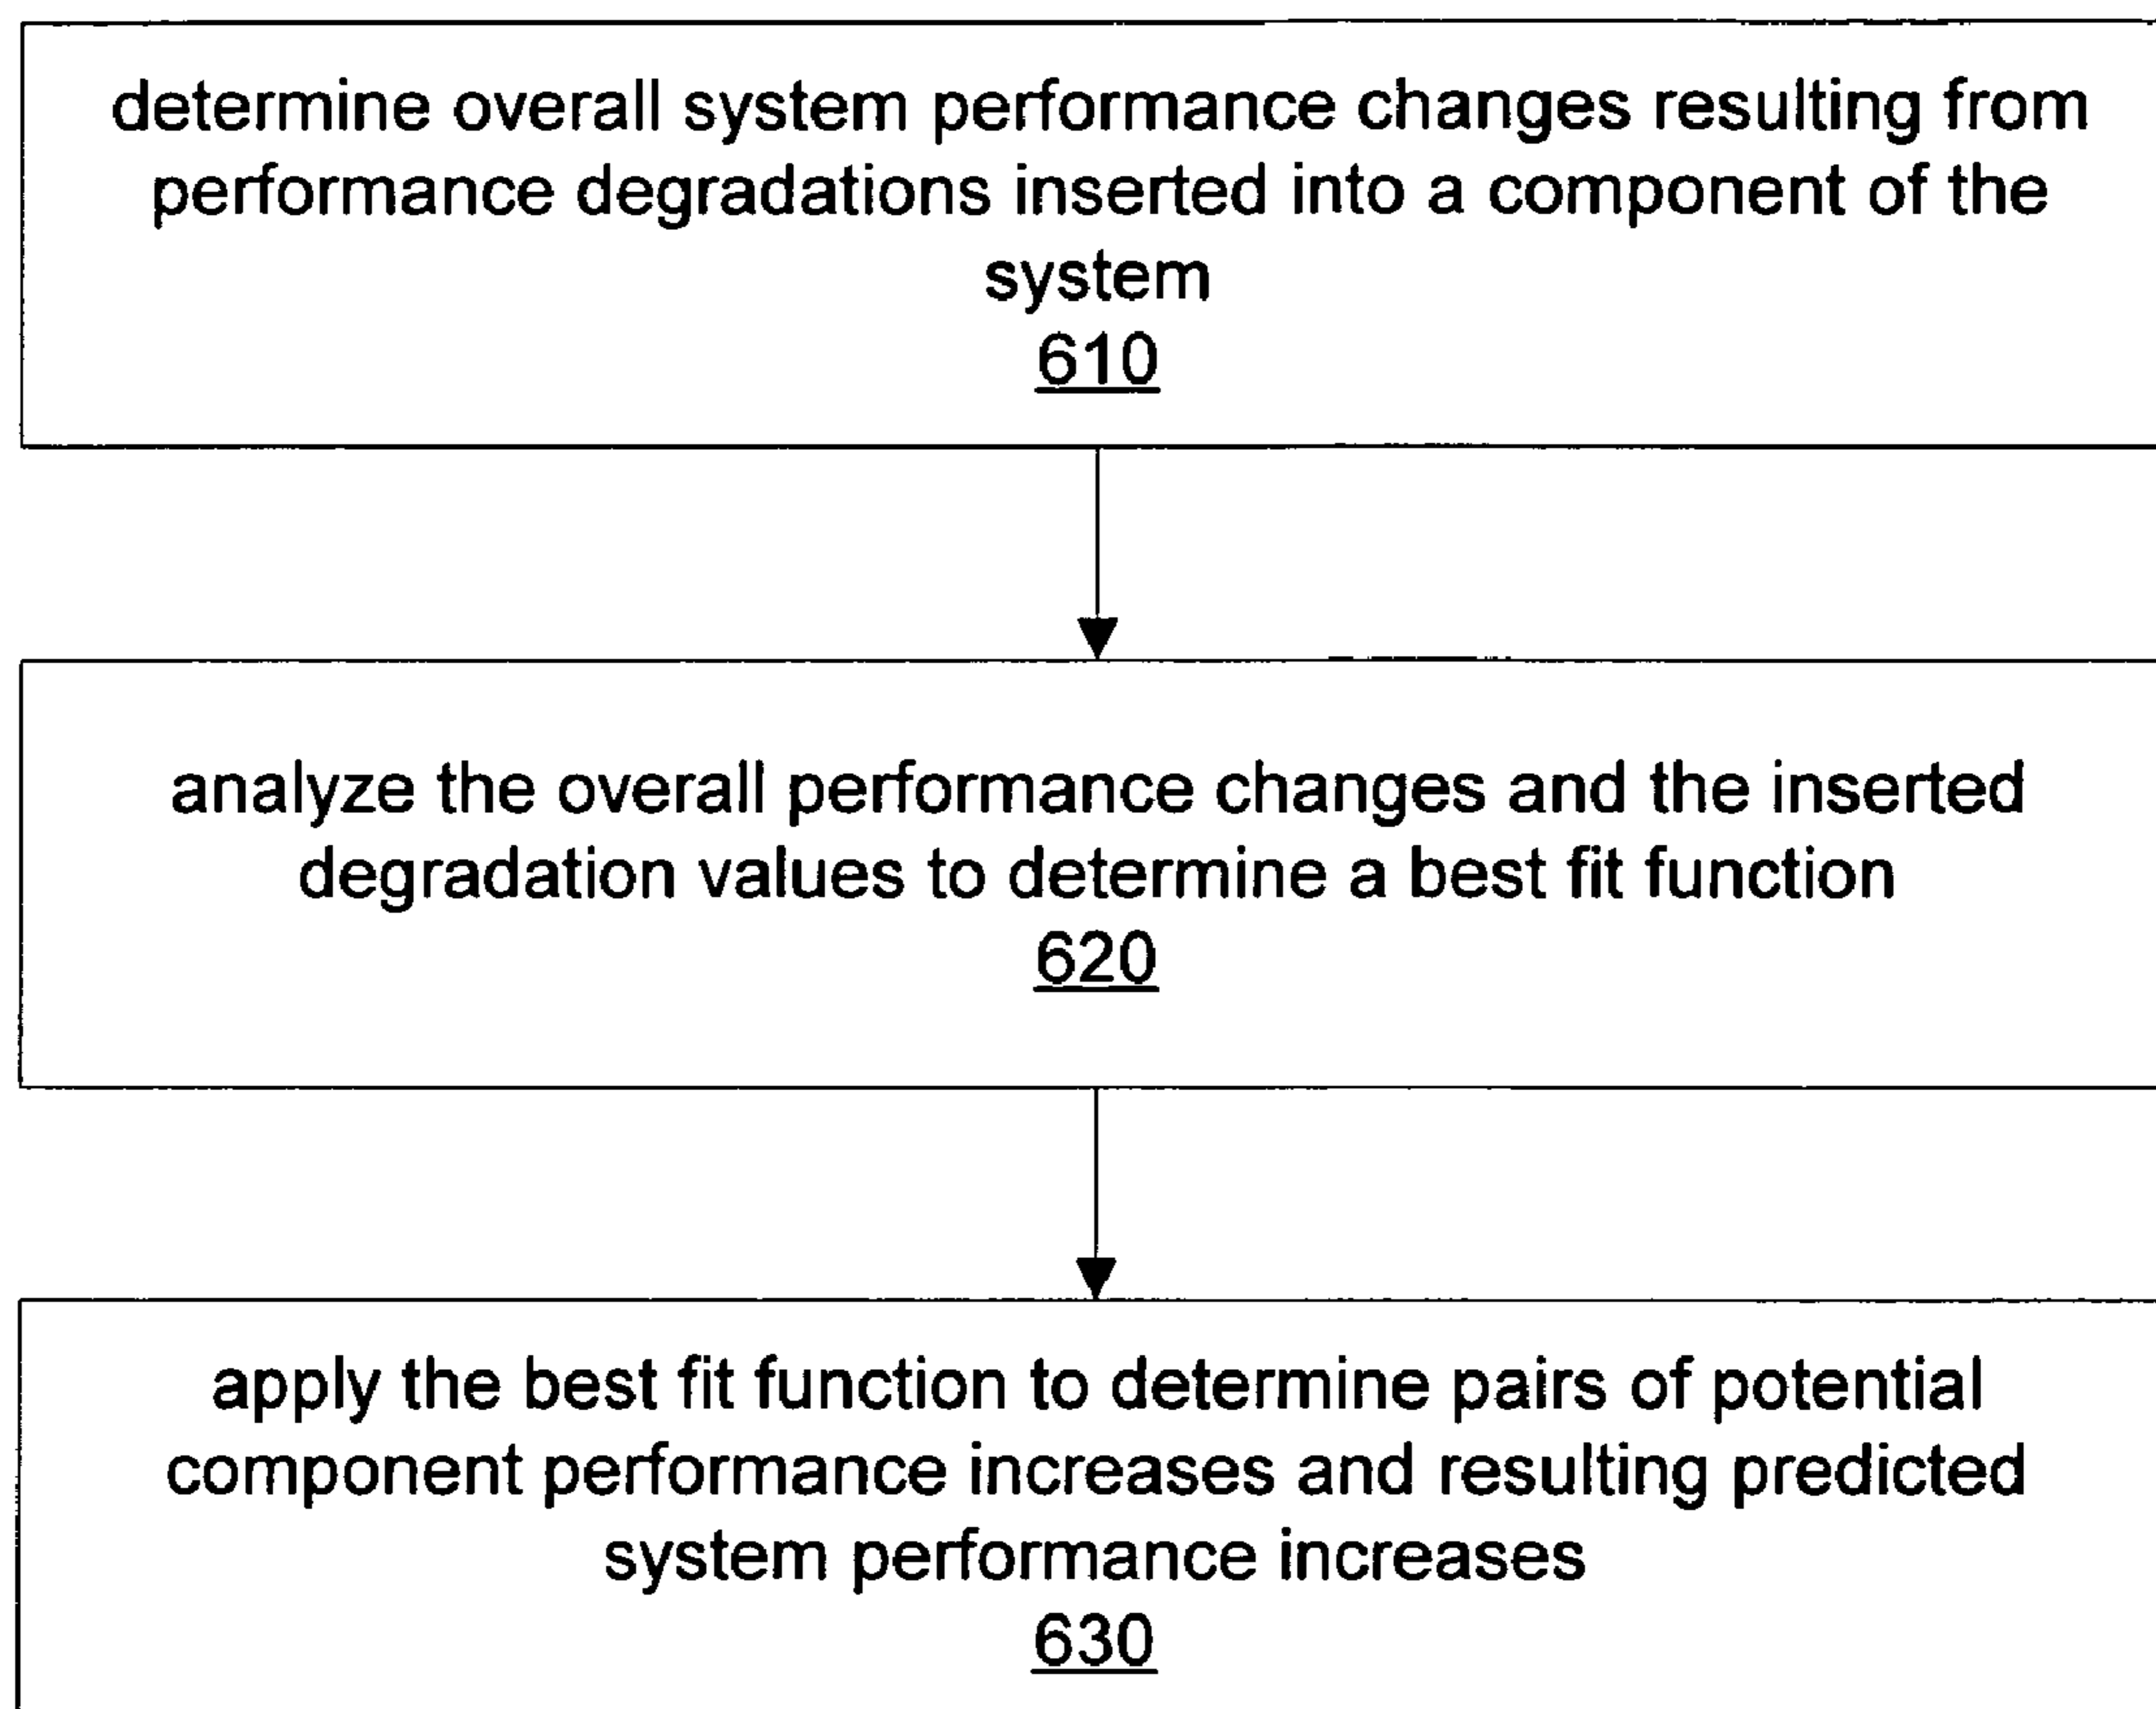 determine overall system performance changes resulting from
performance degradations inserted into a component of the
system
610
analyze the overall performance changes and the inserted
degradation values to determine a best fit function
620
apply the best fit function to determine pairs of potential
component performance increases and resulting predicted
system performance increases
630